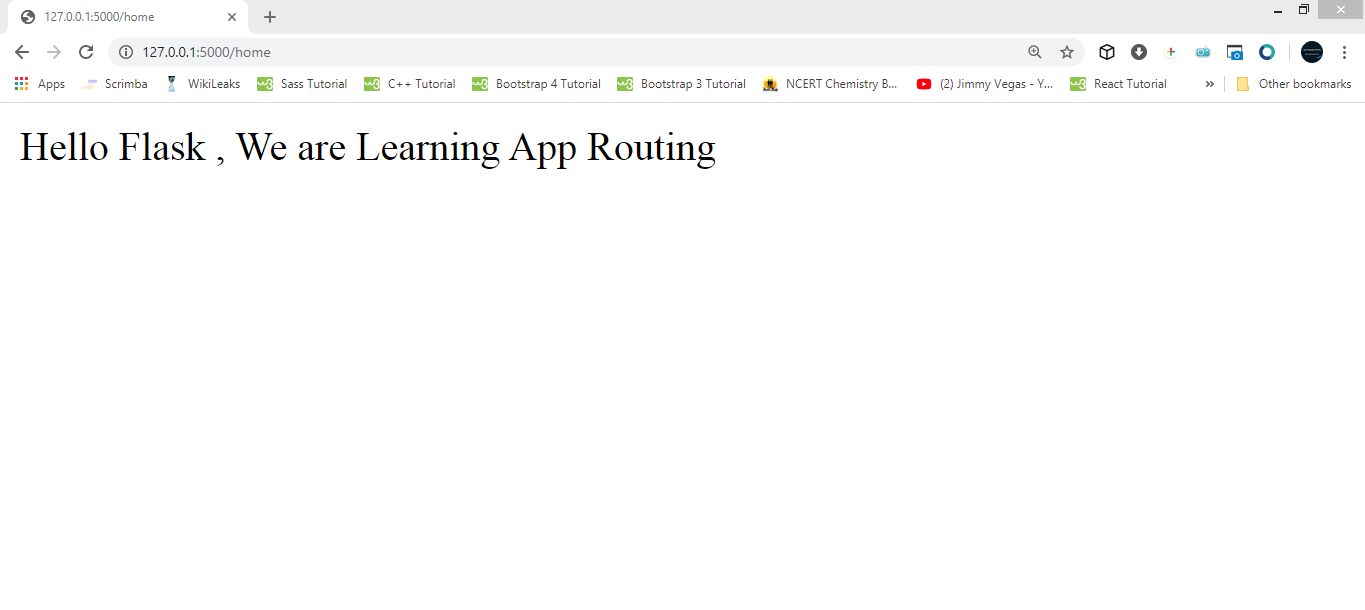 127.0.0.1:5000/home
127.0.0.1:5000/home
Apps Scrimba WikiLeaks Sass Tutorial C++ Tutorial Bootstrap 4 Tutorial Bootstrap 3 Tutorial NCERT Chemistry B... (2) Jimmy Vegas - Y... React Tutorial » Other bookmarks
Hello Flask , We are Learning App Routing